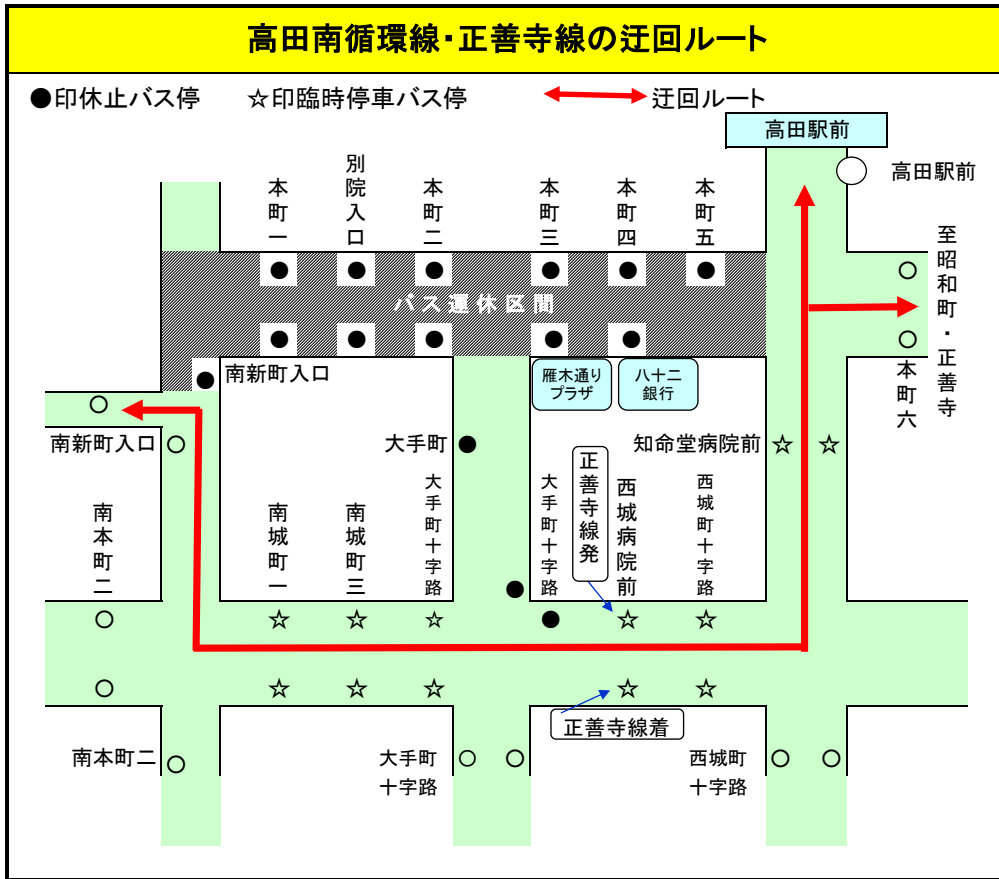 高田南循環線・正善寺線の迂回ルート
●印休止バス停 ☆印臨時停車バス停 迂回ルート
高田駅前
高田駅前
本町一
別院入口
本町二
本町三
本町四
本町五
至昭和町・正善寺
バス運休区間
南新町入口
雁木通り
プラザ
八十二
銀行
本町六
南新町入口
大手町
知命堂病院前
正善寺線発
南本町二
南城町一
南城町三
大手町十字路
大手町十字路
西城病院前
西城町十字路
正善寺線着
南本町二
大手町
十字路
西城町
十字路